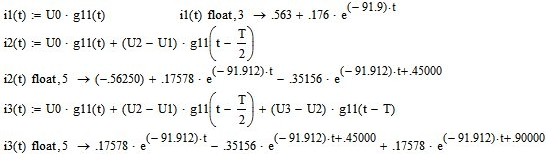 i1(t) := U0 · g11(t) i1(t) float,3 → .563 + .176 · e^(− 91.9)·t
i2(t) := U0 · g11(t) + (U2 − U1) · g11(t − T/2)
i2(t) float,5 → (−.56250) + .17578 · e^(− 91.912)·t − .35156 · e^(− 91.912)·t+.45000
i3(t) := U0 · g11(t) + (U2 − U1) · g11(t − T/2) + (U3 − U2) · g11(t − T)
i3(t) float,5 → .17578 · e^(− 91.912)·t − .35156 · e^(− 91.912)·t+.45000 + .17578 · e^(− 91.912)·t+.90000